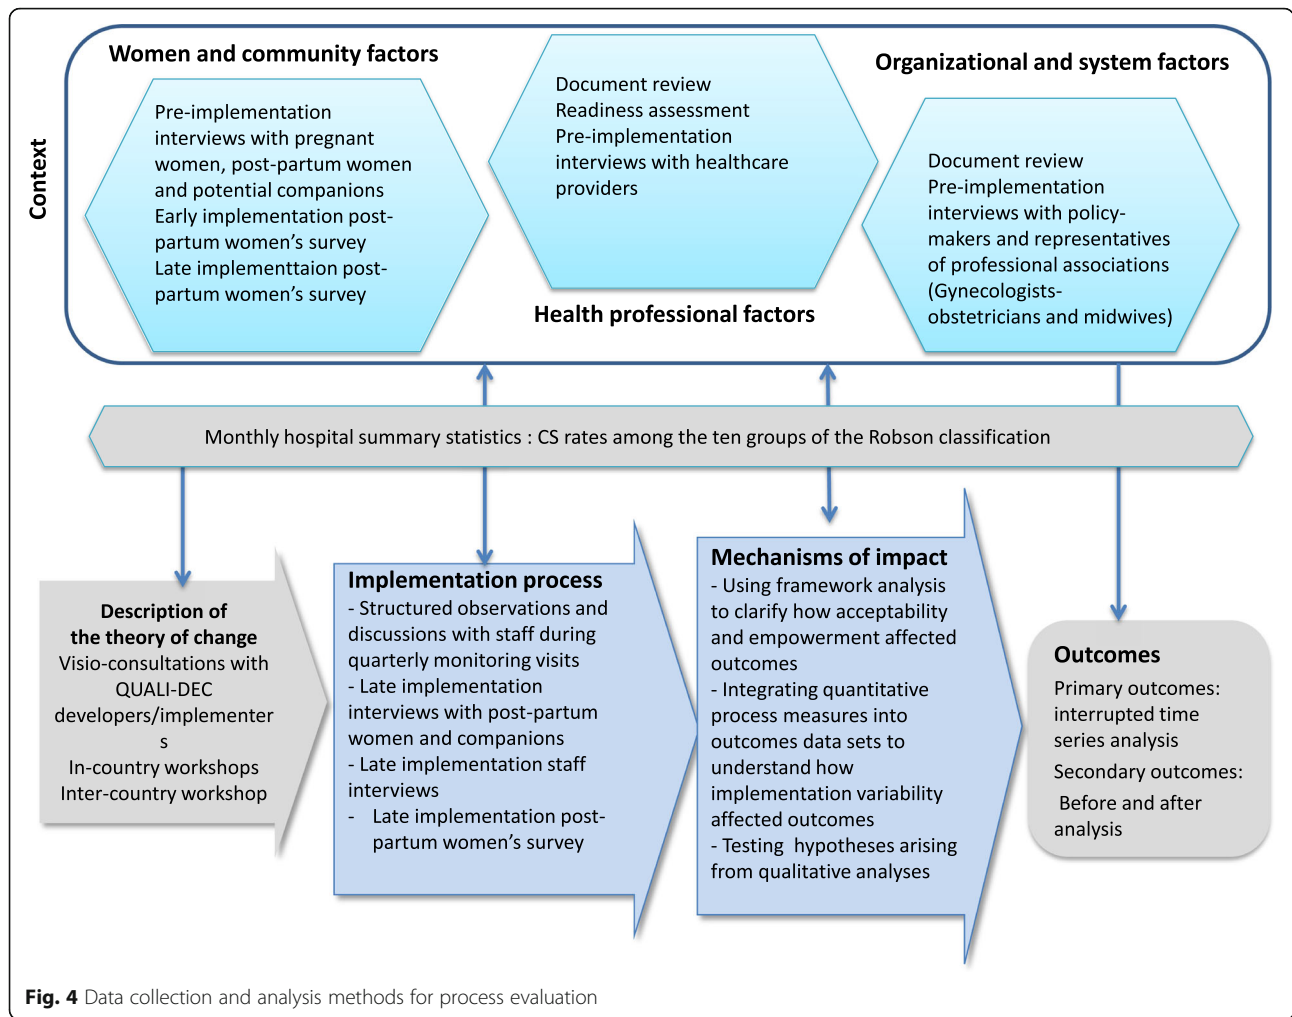 Context
Women and community factors
Pre-implementation
interviews with pregnant
women, post-partum women
and potential companions
Early implementation post-
partum women's survey
Late implementtaion post-
partum women's survey
Document review
Readiness assessment
Pre-implementation
interviews with healthcare
providers
Health professional factors
Organizational and system factors
Document review
Pre-implementation
interviews with policy-
makers and representatives
of professional associations
(Gynecologists-
obstetricians and midwives)
Monthly hospital summary statistics : CS rates among the ten groups of the Robson classification
Description of
the theory of change
Visio-consultations with
QUALI-DEC
developers/implementer
s
In-country workshops
Inter-country workshop
Implementation process
- Structured observations and
discussions with staff during
quarterly monitoring visits
- Late implementation
interviews with post-partum
women and companions
- Late implementation staff
interviews
- Late implementation post-
partum women's survey
Mechanisms of impact
- Using framework analysis
to clarify how acceptability
and empowerment affected
outcomes
- Integrating quantitative
process measures into
outcomes data sets to
understand how
implementation variability
affected outcomes
- Testing hypotheses arising
from qualitative analyses
Outcomes
Primary outcomes:
interrupted time
series analysis
Secondary outcomes:
Before and after
analysis
Fig. 4 Data collection and analysis methods for process evaluation